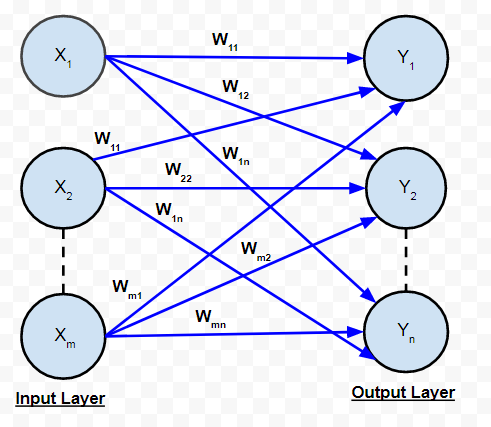 W₁₁
X₁
Y₁
W₁₂
W₁₁
W₁ₙ
X₂
W₂₂
Y₂
W₁ₙ
Wₘ₂
Wₘ₁
Wₘₙ
Xₘ
Yₙ
Input Layer
Output Layer